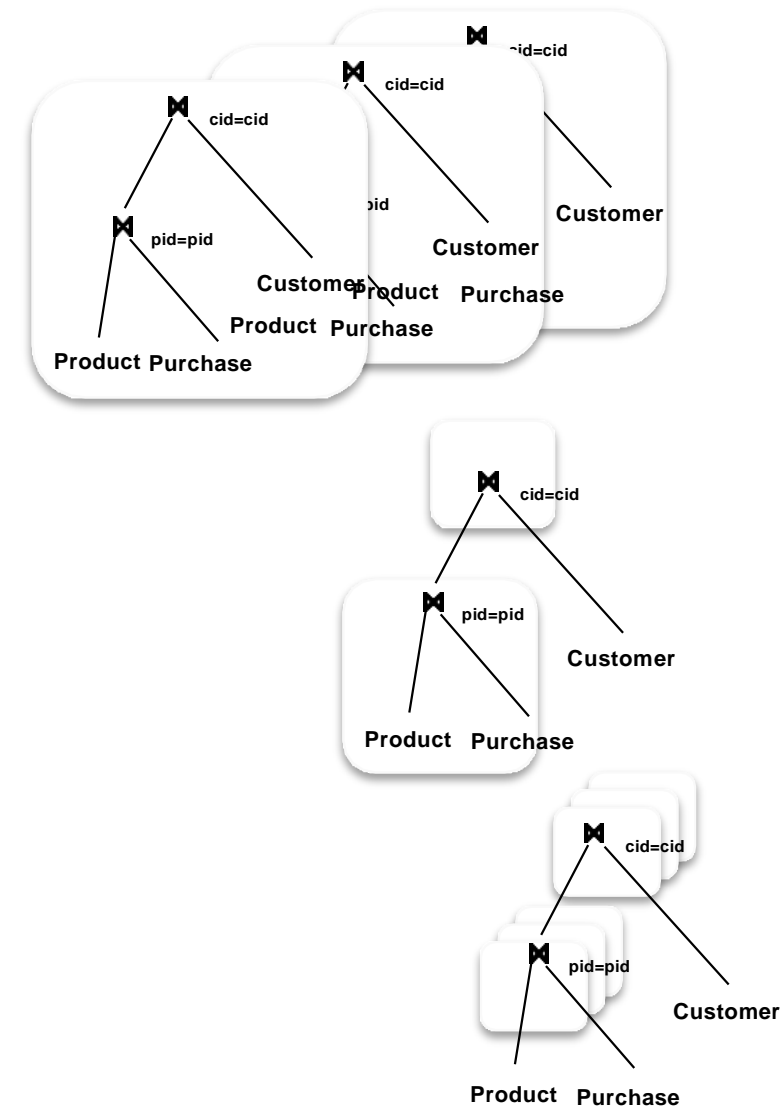 cid=cid
cid=cid
cid=cid
pid
Customer
pid=pid
Customer
Customer
Product Purchase
Product Purchase
Product Purchase
cid=cid
pid=pid
Customer
Product Purchase
cid=cid
pid=pid
Customer
Product Purchase